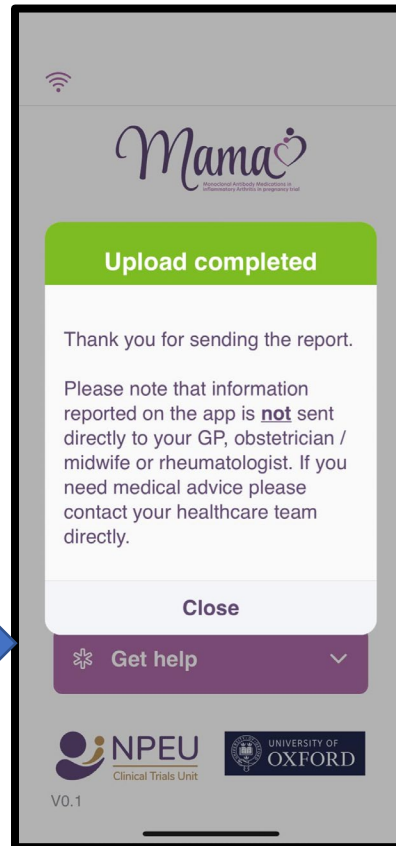 Mama
Monoclonal Antibody Medications in
Inflammatory Arthritis in pregnancy trial
Upload completed
Thank you for sending the report.
Please note that information
reported on the app is not sent
directly to your GP, obstetrician /
midwife or rheumatologist. If you
need medical advice please
contact your healthcare team
directly.
Close
Get help
NPEU
Clinical Trials Unit
UNIVERSITY OF
OXFORD
V0.1